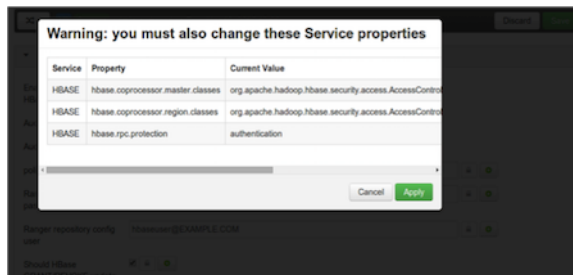 Discard
Warning: you must also change these Service properties
Service Property Current Value
HBASE hbase.coprocessor.master.classes org.apache.hadoop.hbase.security.access.AccessControl
HBASE hbase.coprocessor.region.classes org.apache.hadoop.hbase.security.access.AccessControl
HBASE hbase.rpc.protection authentication
Cancel Apply
Ranger repository config hbaseuser@EXAMPLE.COM
user
Should HBase